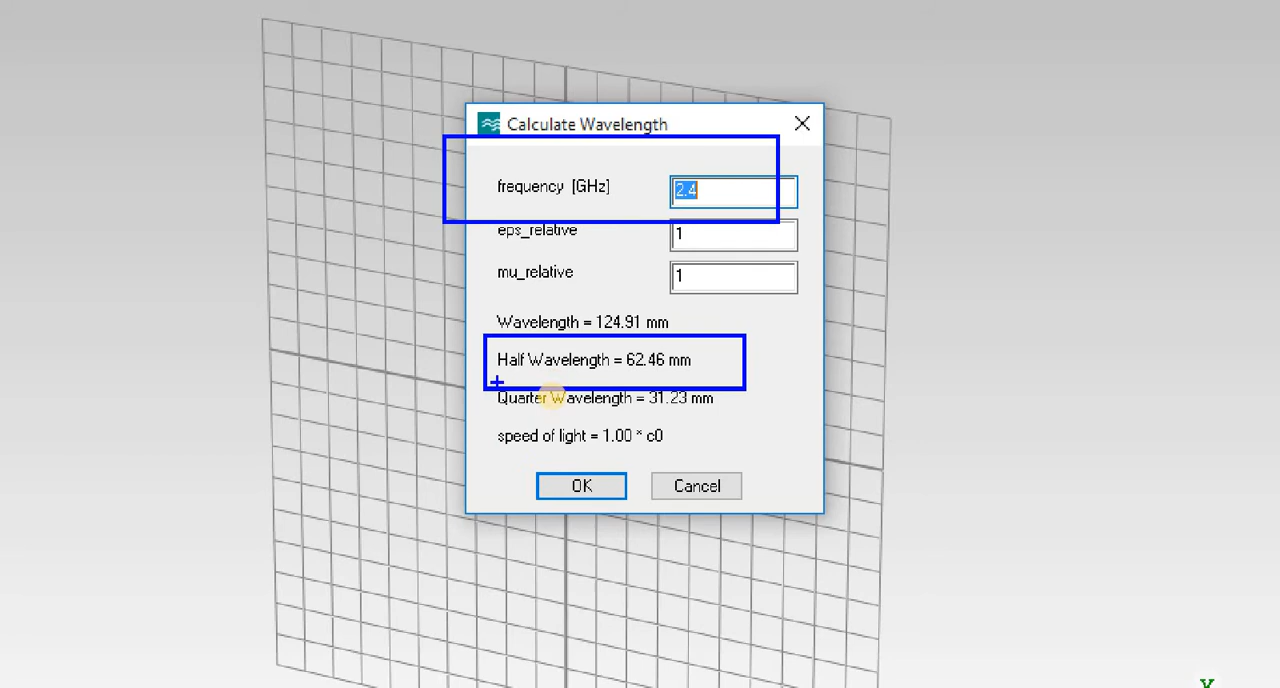 Calculate Wavelength
frequency [GHz] 2.4
eps_relative 1
mu_relative 1
Wavelength = 124.91 mm
Half Wavelength = 62.46 mm
Quarter Wavelength = 31.23 mm
speed of light = 1.00 * c0
OK Cancel
Y